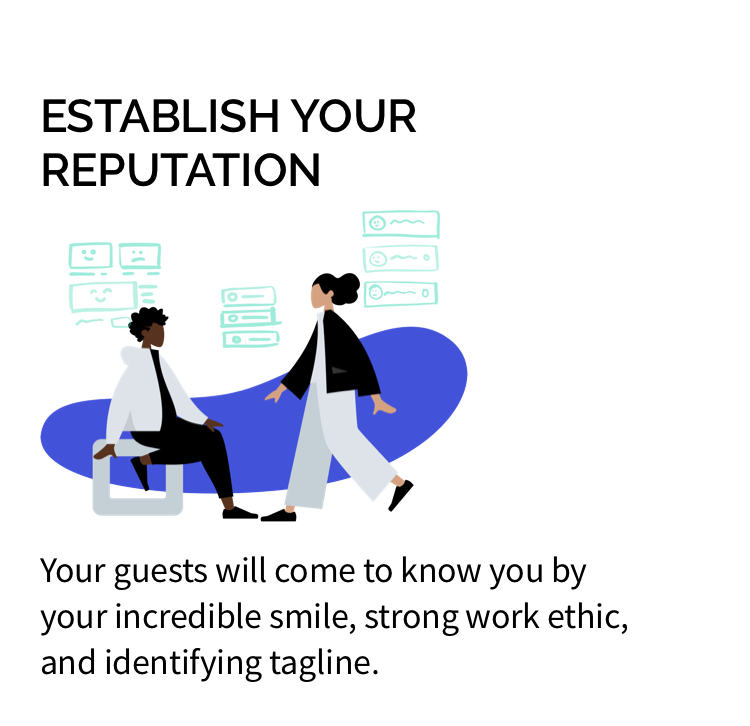 ESTABLISH YOUR
REPUTATION
Your guests will come to know you by
your incredible smile, strong work ethic,
and identifying tagline.